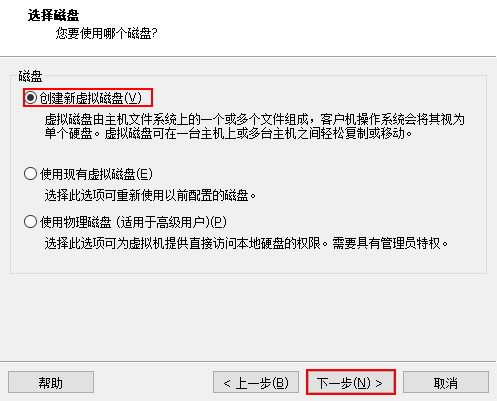 选择磁盘
您要使用哪个磁盘?
磁盘
创建新虚拟磁盘(V)
虚拟磁盘由主机文件系统上的一个或多个文件组成，客户机操作系统会将其视为
单个硬盘。虚拟磁盘可在一台主机上或多台主机之间轻松复制或移动。
使用现有虚拟磁盘(E)
选择此选项可重新使用以前配置的磁盘。
使用物理磁盘 (适用于高级用户)(P)
选择此选项可为虚拟机提供直接访问本地硬盘的权限。需要具有管理员特权。
帮助 < 上一步(B) 下一步(N) > 取消